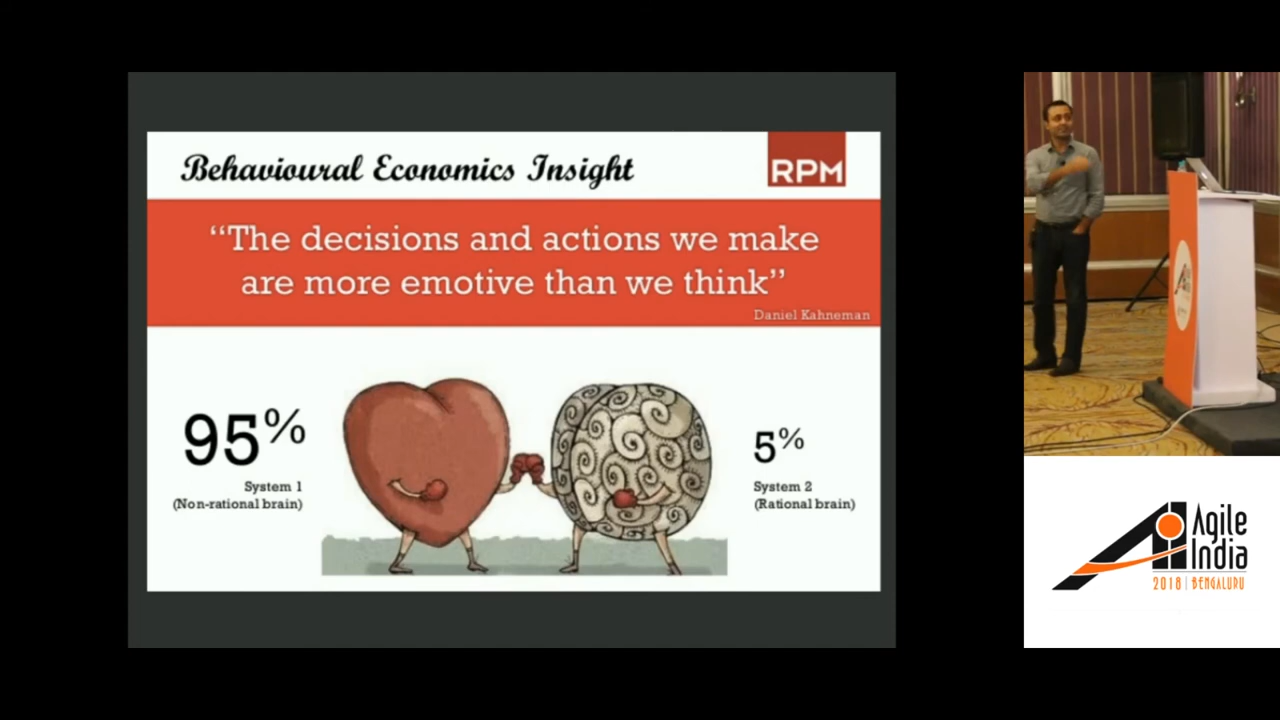 Behavioural Economics Insight
RPM
“The decisions and actions we make
are more emotive than we think”
Daniel Kahneman
95%
System 1
(Non-rational brain)
5%
System 2
(Rational brain)
Agile
India
2018 | BENGALURU